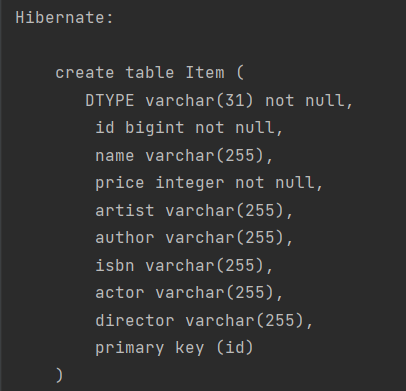 Hibernate:
create table Item (
DTYPE varchar(31) not null,
id bigint not null,
name varchar(255),
price integer not null,
artist varchar(255),
author varchar(255),
isbn varchar(255),
actor varchar(255),
director varchar(255),
primary key (id)
)